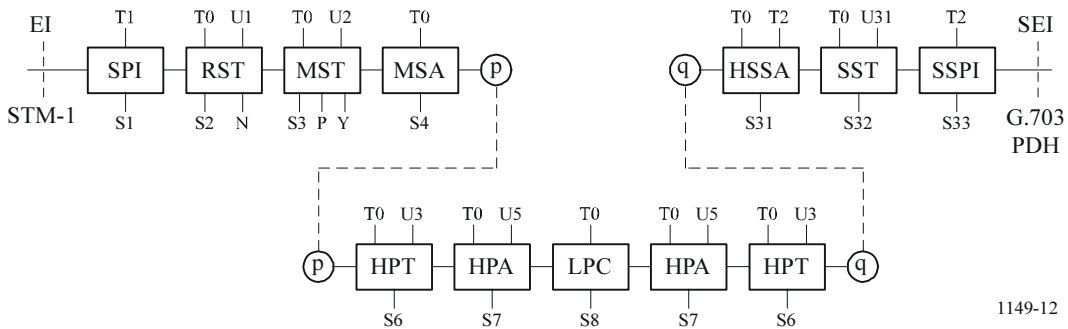 EI T1 T0 U1 T0 U2 T0 T0 T2 T0 U31 T2 SEI
SPI RST MST MSA p q HSSA SST SSPI
STM-1 S1 S2 N S3 P Y S4 S31 S32 S33 G.703
PDH
T0 U3 T0 U5 T0 T0 U5 T0 U3
p HPT HPA LPC HPA HPT q
S6 S7 S8 S7 S6
1149-12